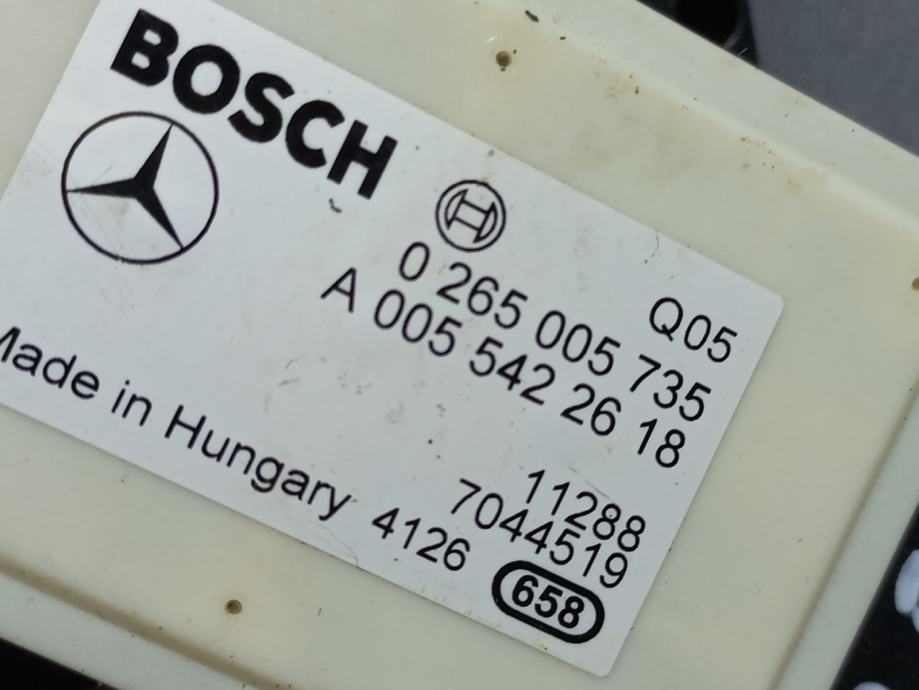 BOSCH
Q05
0 265 005 735
A 005 542 26 18
11288
7044519
Made in Hungary 4126
658